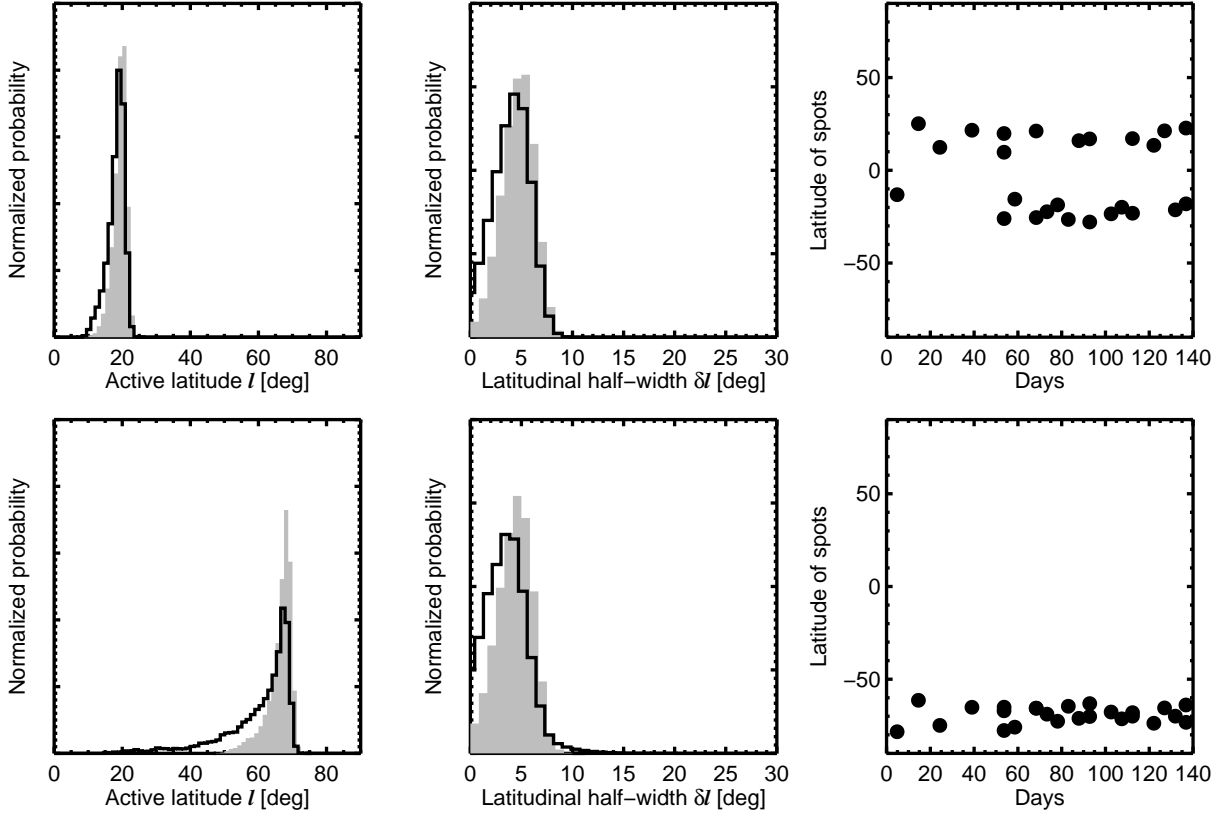 Normalized probability
0 20 40 60 80
Active latitude l [deg]
Normalized probability
0 5 10 15 20 25 30
Latitudinal half−width δl [deg]
Latitude of spots
50
0
−50
0 20 40 60 80 100 120 140
Days
Normalized probability
0 20 40 60 80
Active latitude l [deg]
Normalized probability
0 5 10 15 20 25 30
Latitudinal half−width δl [deg]
Latitude of spots
50
0
−50
0 20 40 60 80 100 120 140
Days